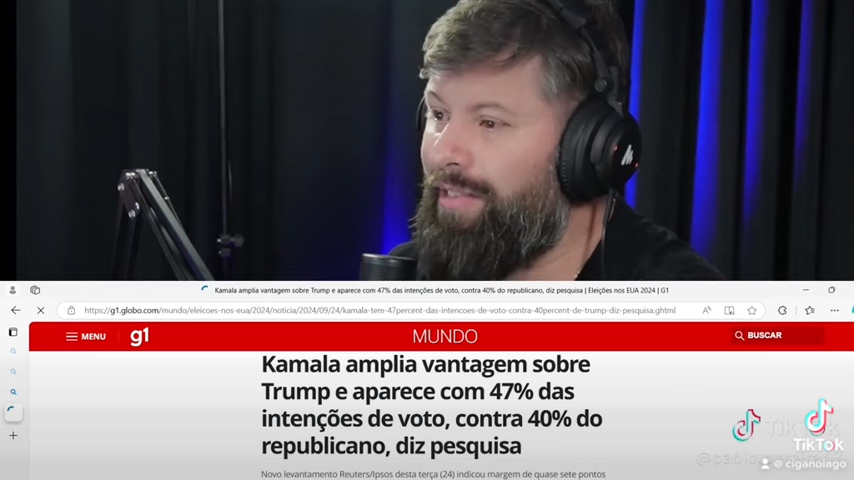 Kamala amplia vantagem sobre Trump e aparece com 47% das intenções de voto, contra 40% do republicano, diz pesquisa | Eleições nos EUA 2024 | G1
https://g1.globo.com/mundo/eleicoes-nos-eua/2024/noticia/2024/09/24/kamala-tem-47percent-das-intencoes-de-voto-contra-40percent-de-trump-diz-pesquisa.ghtml
MENU g1 MUNDO BUSCAR
Kamala amplia vantagem sobre
Trump e aparece com 47% das
intenções de voto, contra 40% do
republicano, diz pesquisa
Novo levantamento Reuters/Ipsos desta terça (24) indicou margem de quase sete pontos
TikTok
TikTok
@ciganoiago